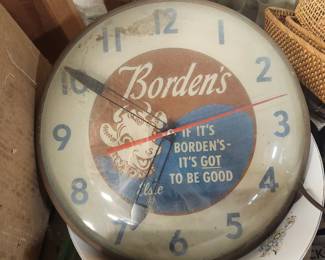 11
12
1
10
2
Borden's
9
3
IF IT'S
BORDEN'S-
IT'S GOT
TO BE GOOD
Elsie
8
4
7
6
5